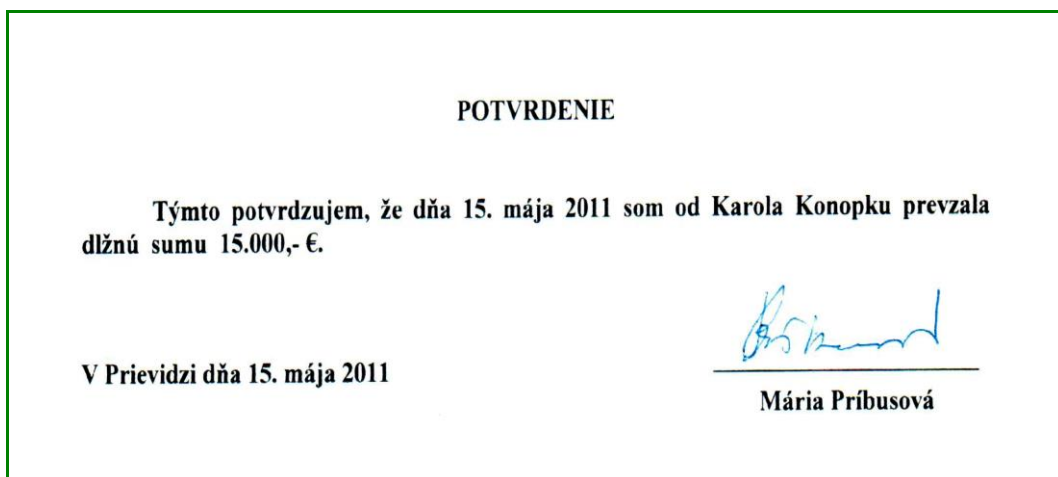 POTVRDENIE
Týmto potvrdzujem, že dňa 15. mája 2011 som od Karola Konopku prevzala
dlžnú sumu 15.000,- €.
V Prievidzi dňa 15. mája 2011
Mária Príbusová